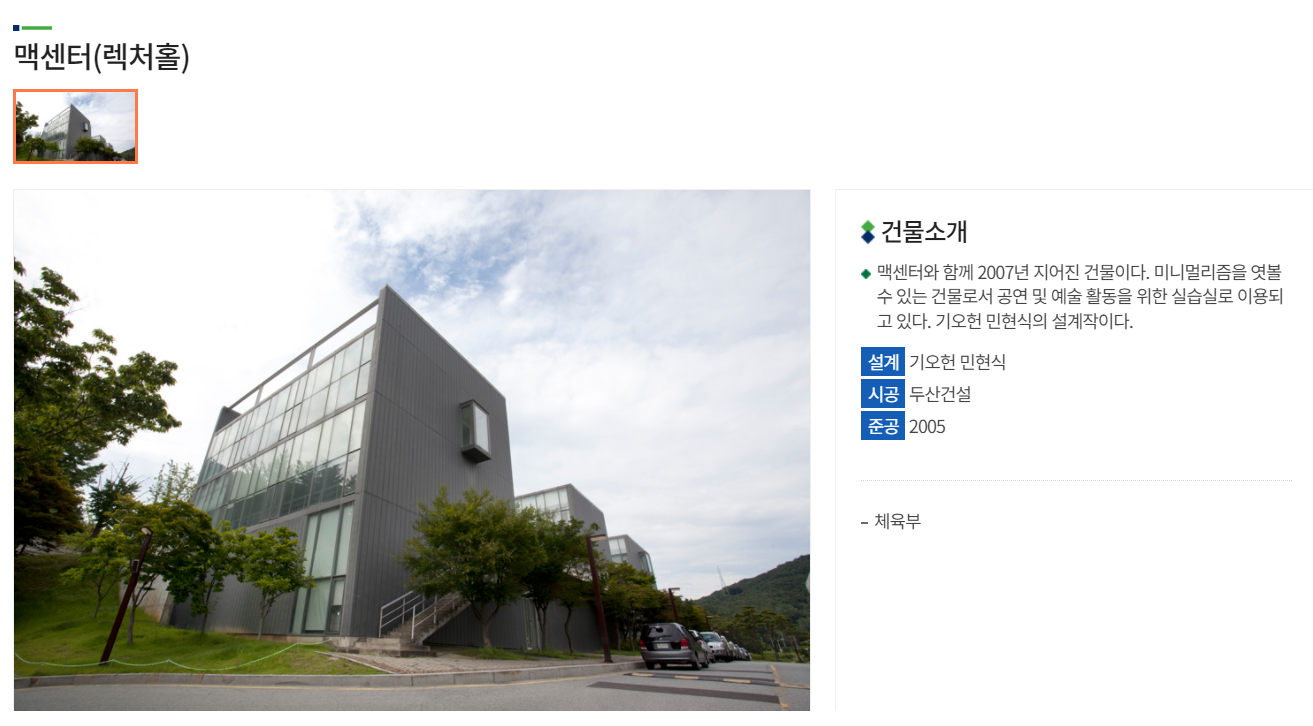 맥센터(렉처홀)
건물소개
맥센터와 함께 2007년 지어진 건물이다. 미니멀리즘을 엿볼
수 있는 건물로서 공연 및 예술 활동을 위한 실습실로 이용되
고 있다. 기오헌 민현식의 설계작이다.
설계 기오헌 민현식
시공 두산건설
준공 2005
– 체육부